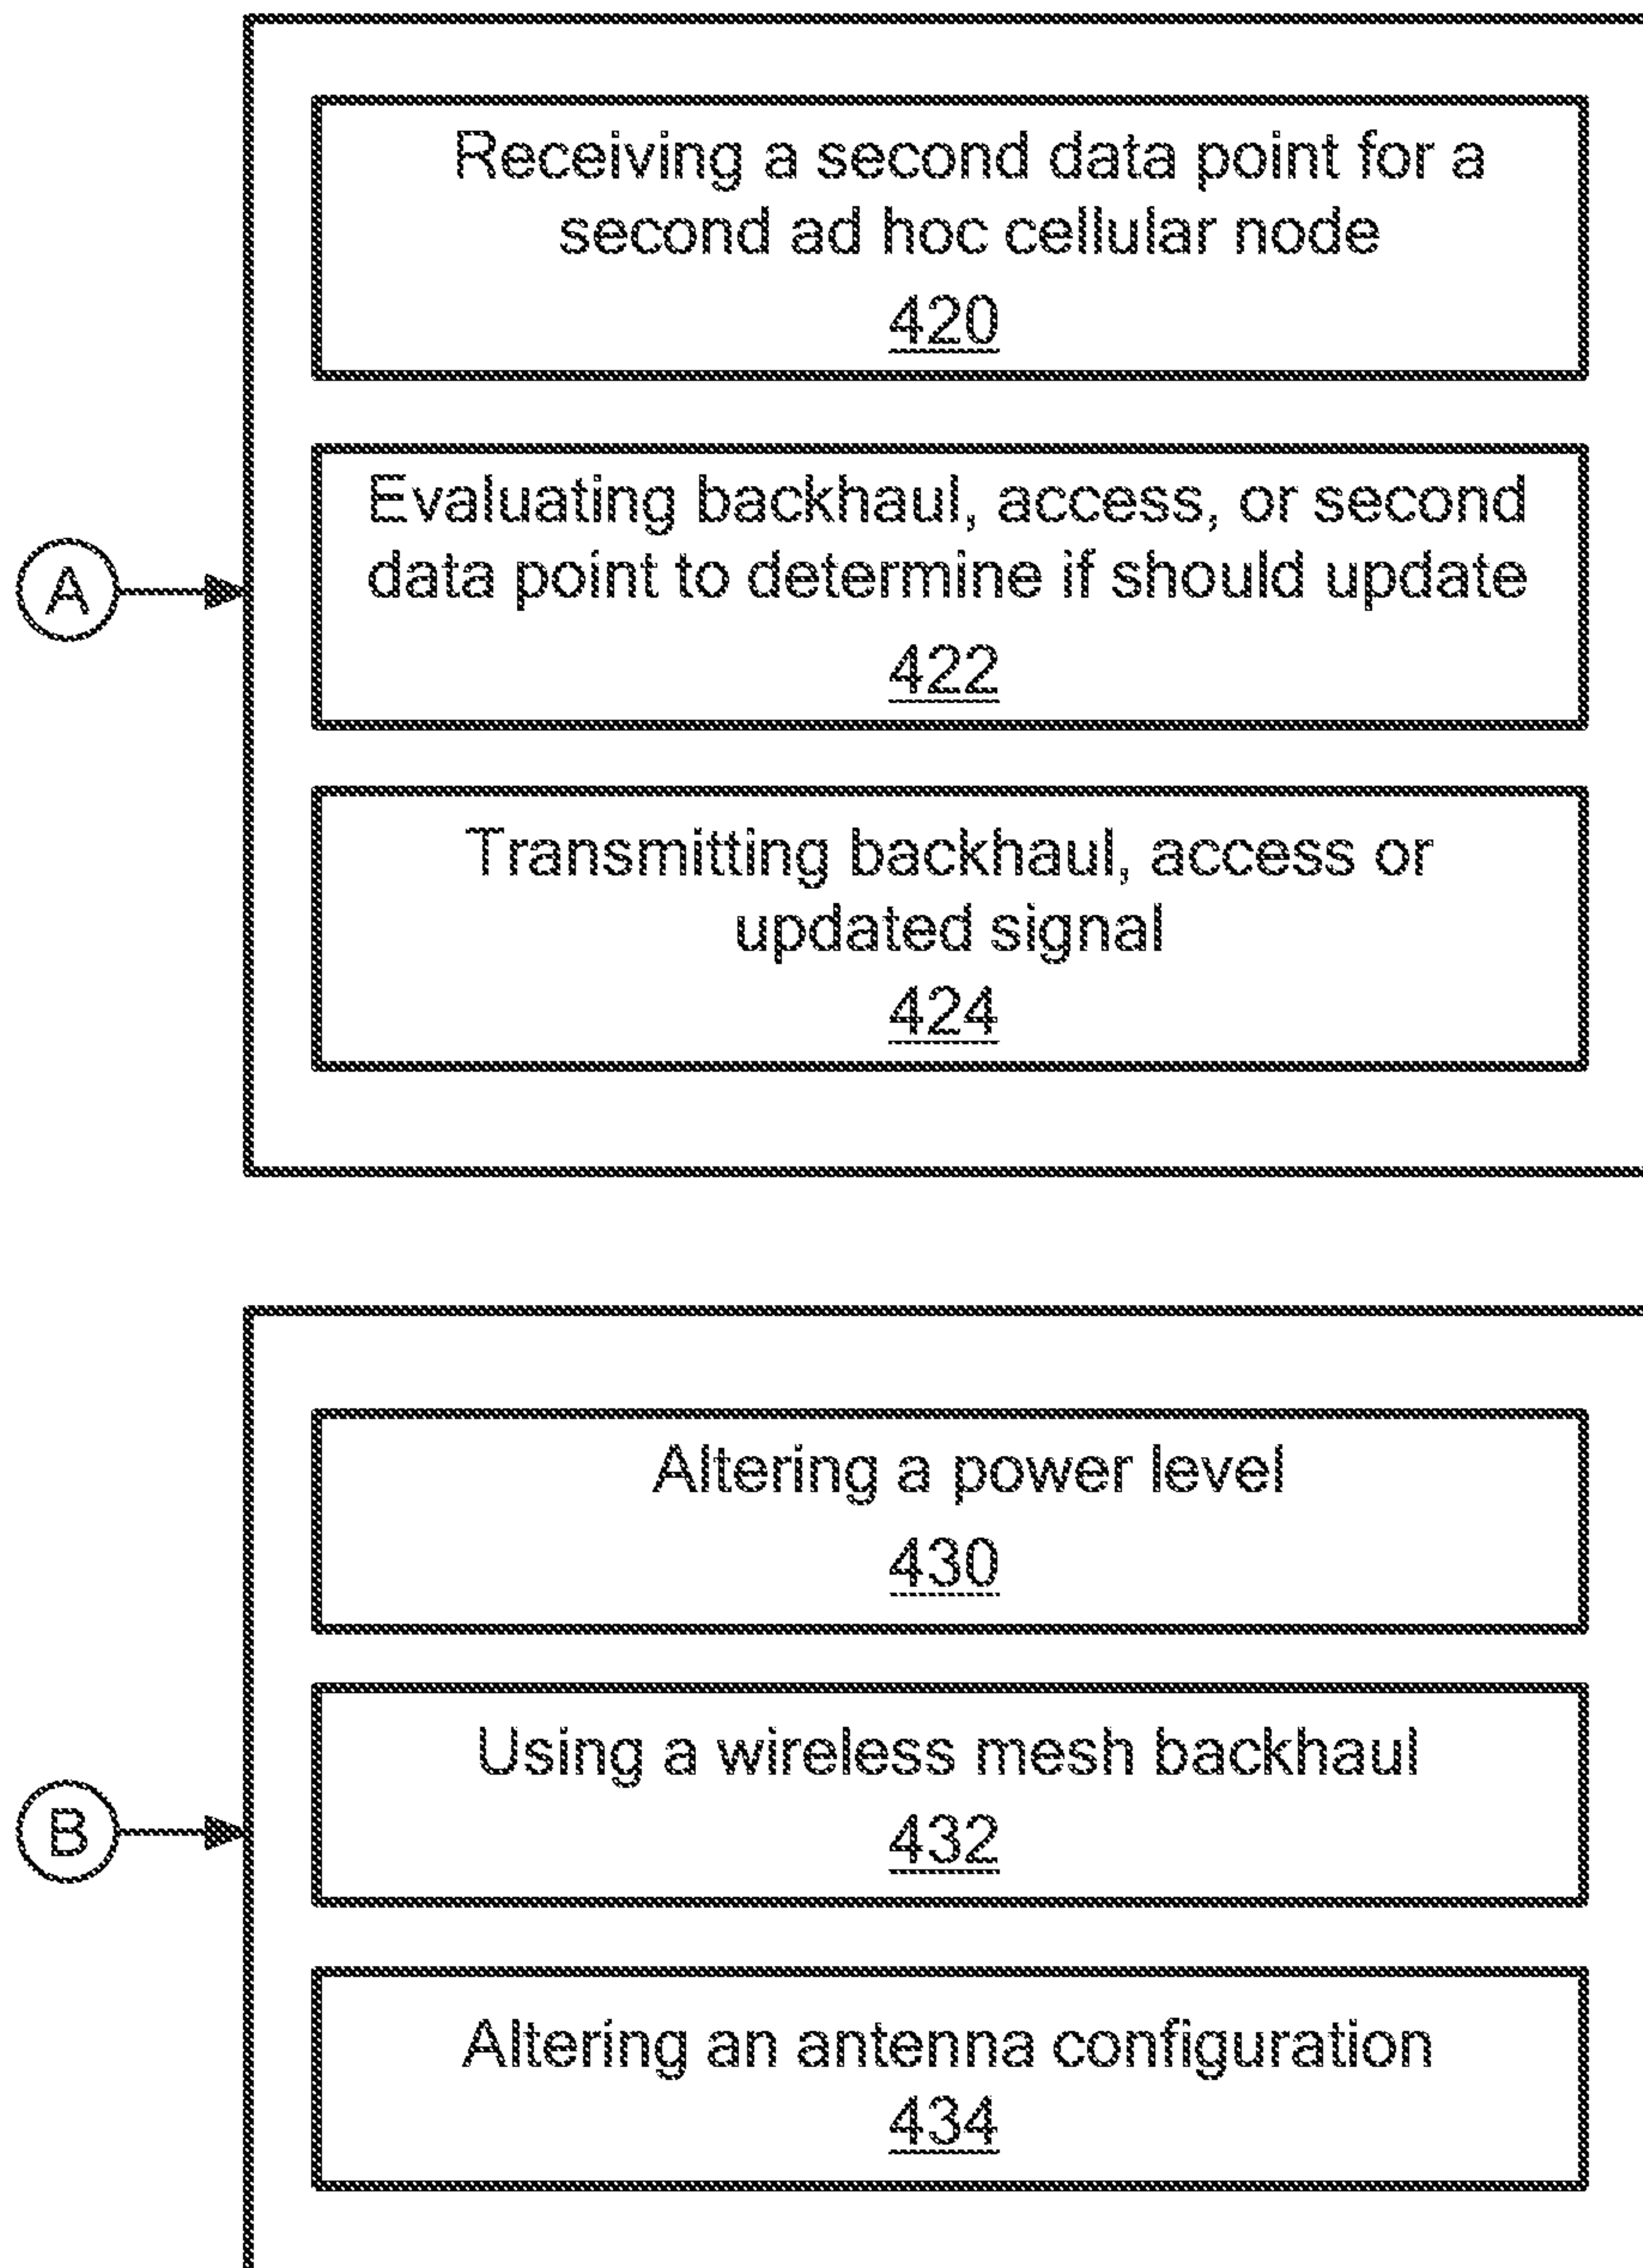 Receiving a second data point for a
second ad hoc cellular node
420
Evaluating backhaul, access, or second
data point to determine if should update
422
A
Transmitting backhaul, access or
updated signal
424
Altering a power level
430
Using a wireless mesh backhaul
432
B
Altering an antenna configuration
434